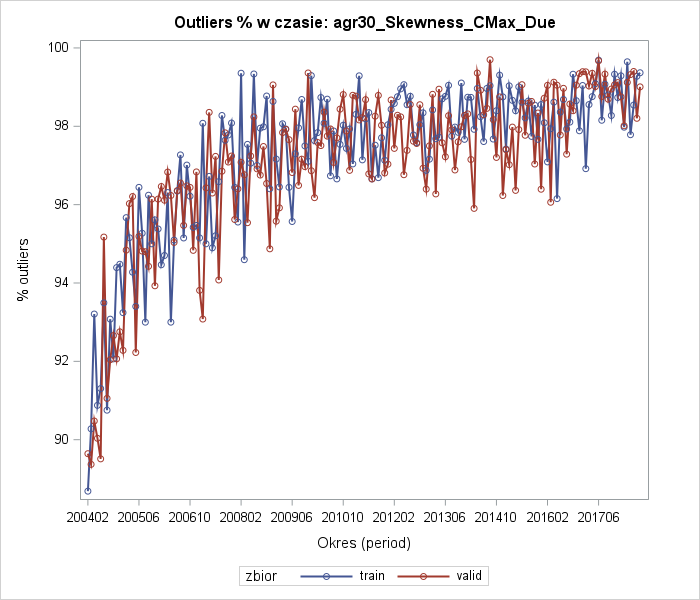 Outliers % w czasie: agr30_Skewness_CMax_Due
100
98
96
94
92
90
% outliers
200402 200506 200610 200802 200906 201010 201202 201306 201410 201602 201706
Okres (period)
zbior train valid